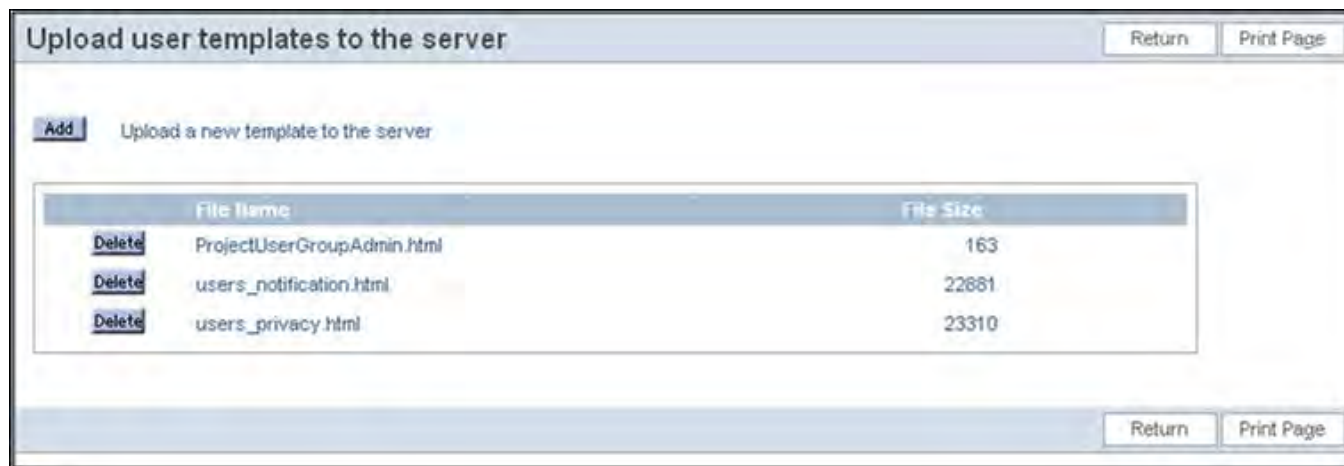 Upload user templates to the server Return Print Page
Add Upload a new template to the server
File Name File Size
Delete ProjectUserGroupAdmin.html 163
Delete users_notification.html 22881
Delete users_privacy.html 23310
Return Print Page